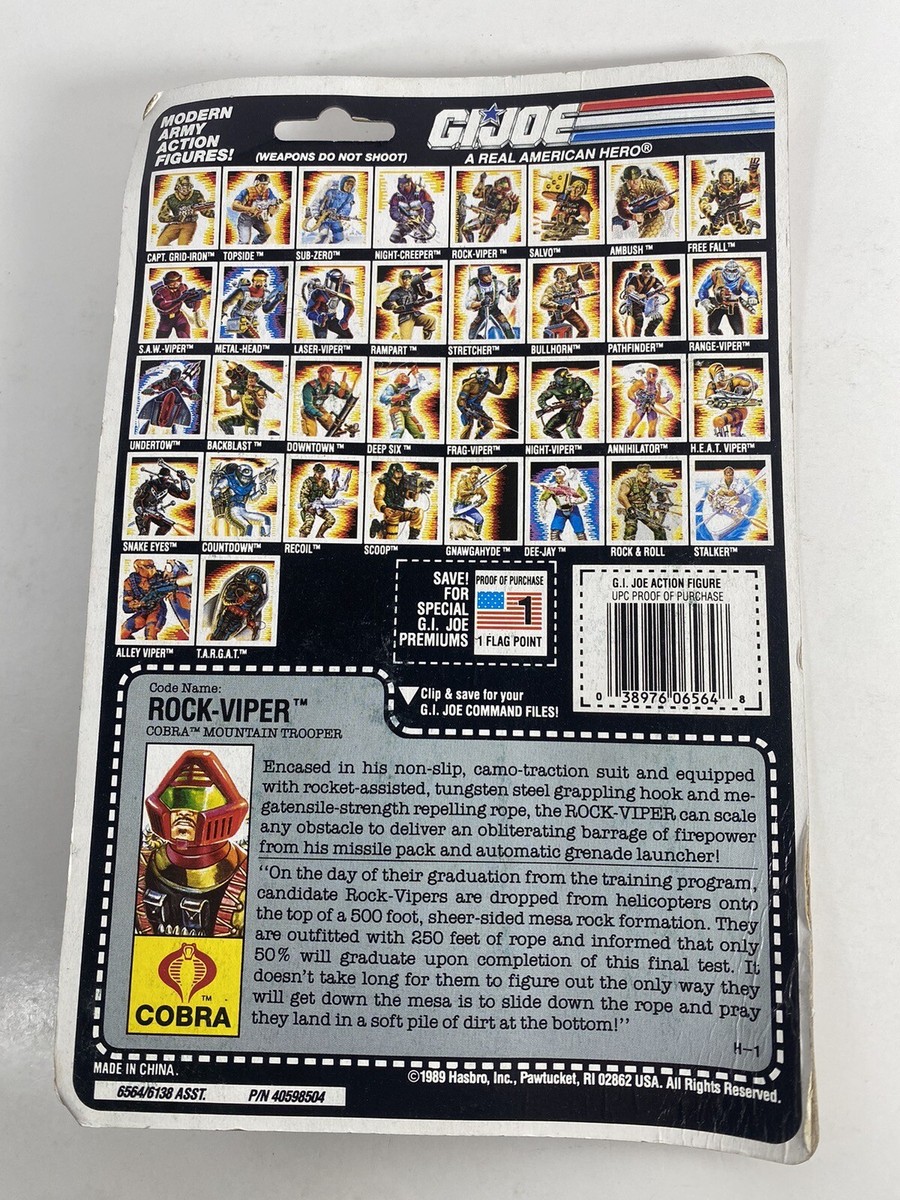 MODERN
ARMY
ACTION
FIGURES!
(WEAPONS DO NOT SHOOT)
G.I.JOE
A REAL AMERICAN HERO®
CAPT. GRID-IRON™ TOPSIDE™ SUB-ZERO™ NIGHT-CREEPER™ ROCK-VIPER™ SALVO™ AMBUSH™ FREE FALL™
S.A.W.-VIPER™ METAL-HEAD™ LASER-VIPER™ RAMPART™ STRETCHER™ BULLHORN™ PATHFINDER™ RANGE-VIPER™
UNDERTOW™ BACKBLAST™ DOWNTOWN™ DEEP SIX™ FRAG-VIPER™ NIGHT-VIPER™ ANNIHILATOR™ H.E.A.T. VIPER™
SNAKE EYES™ COUNTDOWN™ RECOIL™ SCOOP™ GNAWGAHYDE™ DEE-JAY™ ROCK & ROLL STALKER™
ALLEY VIPER™ T.A.R.G.A.T.™
SAVE!
FOR
SPECIAL
G.I. JOE
PREMIUMS
PROOF OF PURCHASE
1
1 FLAG POINT
G.I. JOE ACTION FIGURE
UPC PROOF OF PURCHASE
0 38976 06564 8
Clip & save for your
G.I. JOE COMMAND FILES!
Code Name:
ROCK-VIPER™
COBRA™ MOUNTAIN TROOPER
Encased in his non-slip, camo-traction suit and equipped
with rocket-assisted, tungsten steel grappling hook and me-
gatensile-strength repelling rope, the ROCK-VIPER can scale
any obstacle to deliver an obliterating barrage of firepower
from his missile pack and automatic grenade launcher!
"On the day of their graduation from the training program,
candidate Rock-Vipers are dropped from helicopters onto
the top of a 500 foot, sheer-sided mesa rock formation. They
are outfitted with 250 feet of rope and informed that only
50% will graduate upon completion of this final test. It
doesn't take long for them to figure out the only way they
will get down the mesa is to slide down the rope and pray
they land in a soft pile of dirt at the bottom!"
™
COBRA
H-1
MADE IN CHINA.
©1989 Hasbro, Inc., Pawtucket, RI 02862 USA. All Rights Reserved.
6564/6138 ASST. P/N 40598504